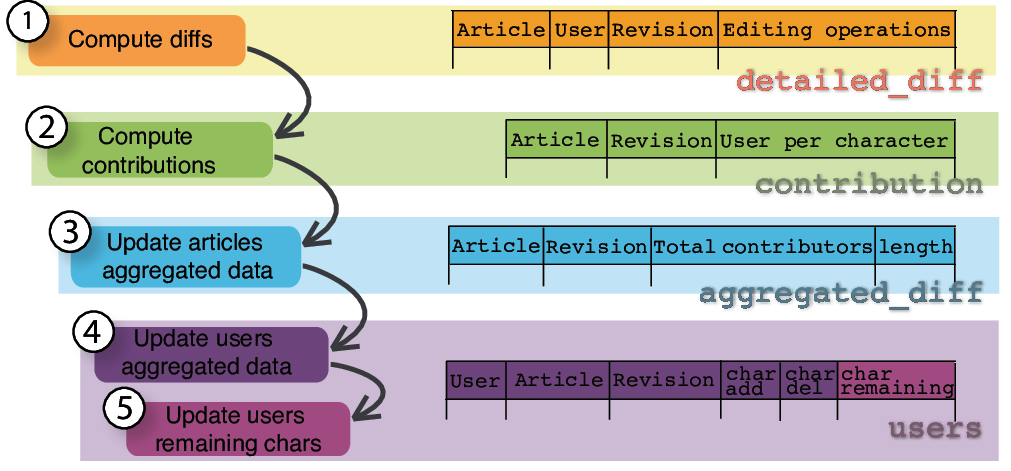 1
Compute diffs
Article User Revision Editing operations
detailed_diff
2
Compute
contributions
Article Revision User per character
contribution
3
Update articles
aggregated data
Article Revision Total contributors length
aggregated_diff
4
Update users
aggregated data
5
Update users
remaining chars
User Article Revision char add char del char remaining
users